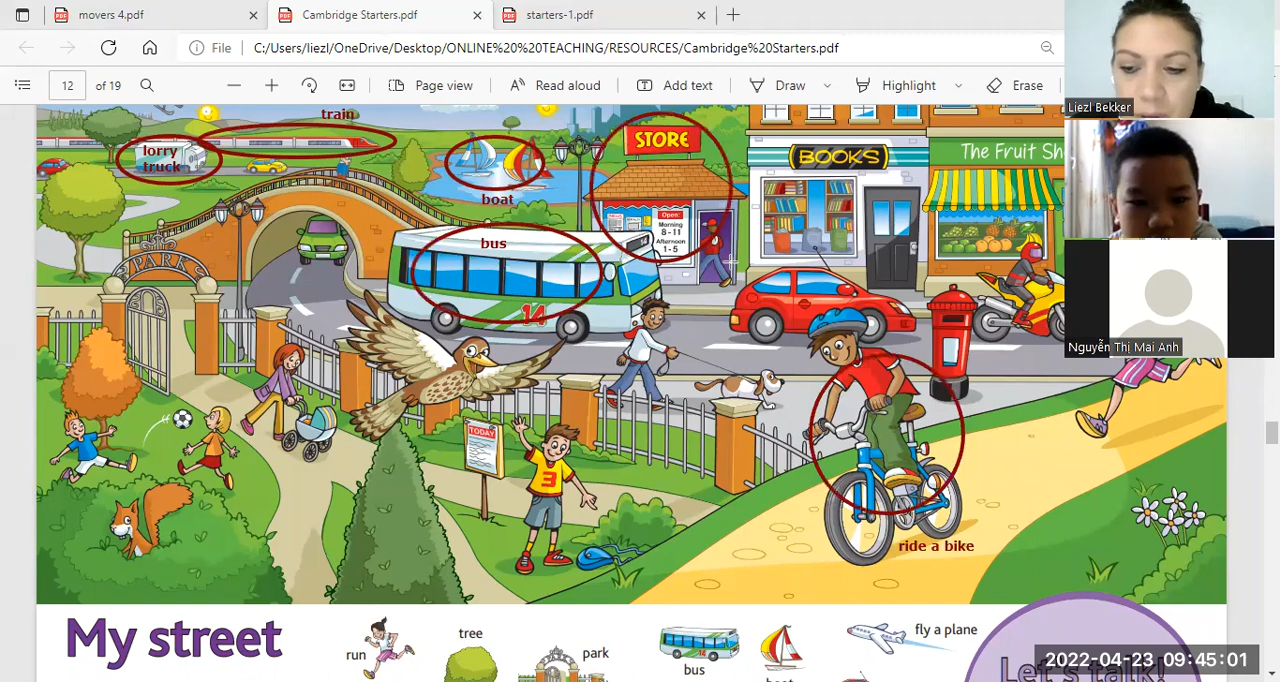 movers 4.pdf
Cambridge Starters.pdf
starters-1.pdf
File
C:/Users/liezl/OneDrive/Desktop/ONLINE%20%20TEACHING/RESOURCES/Cambridge%20Starters.pdf
12 of 19
Page view
Read aloud
Add text
Draw
Highlight
Erase
Liezl Bekker
Nguyễn Thị Mai Anh
train
lorry
truck
boat
bus
STORE
Open:
Morning
8-11
Afternoon
1-5
BOOKS
The Fruit Sh
PARK
14
TODAY
3
ride a bike
My street
run
tree
park
bus
fly a plane
Let's talk!
2022-04-23 09:45:01